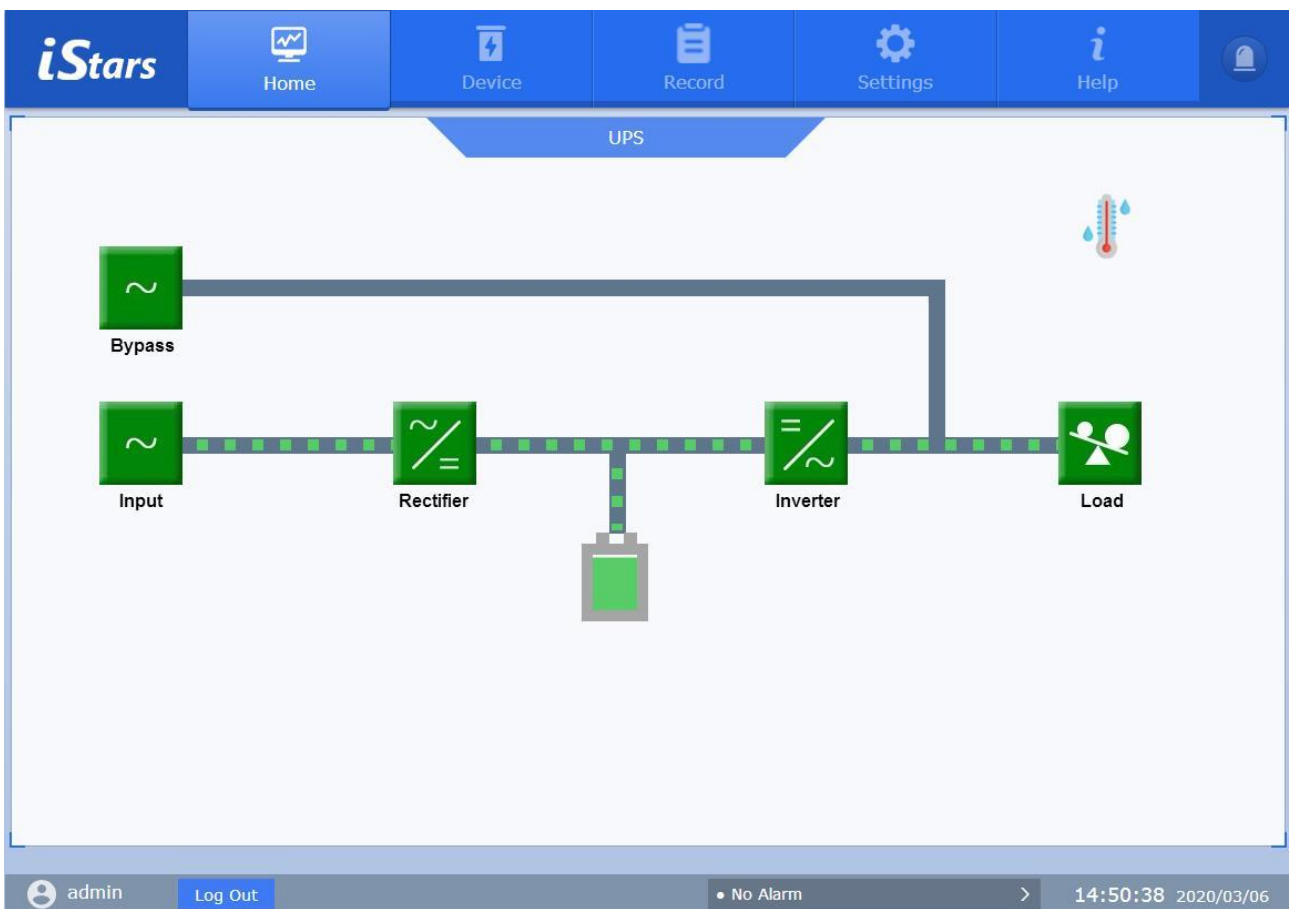 iStars
Home
Device
Record
Settings
Help
UPS
Bypass
Input
Rectifier
Inverter
Load
admin
Log Out
• No Alarm >
14:50:38 2020/03/06